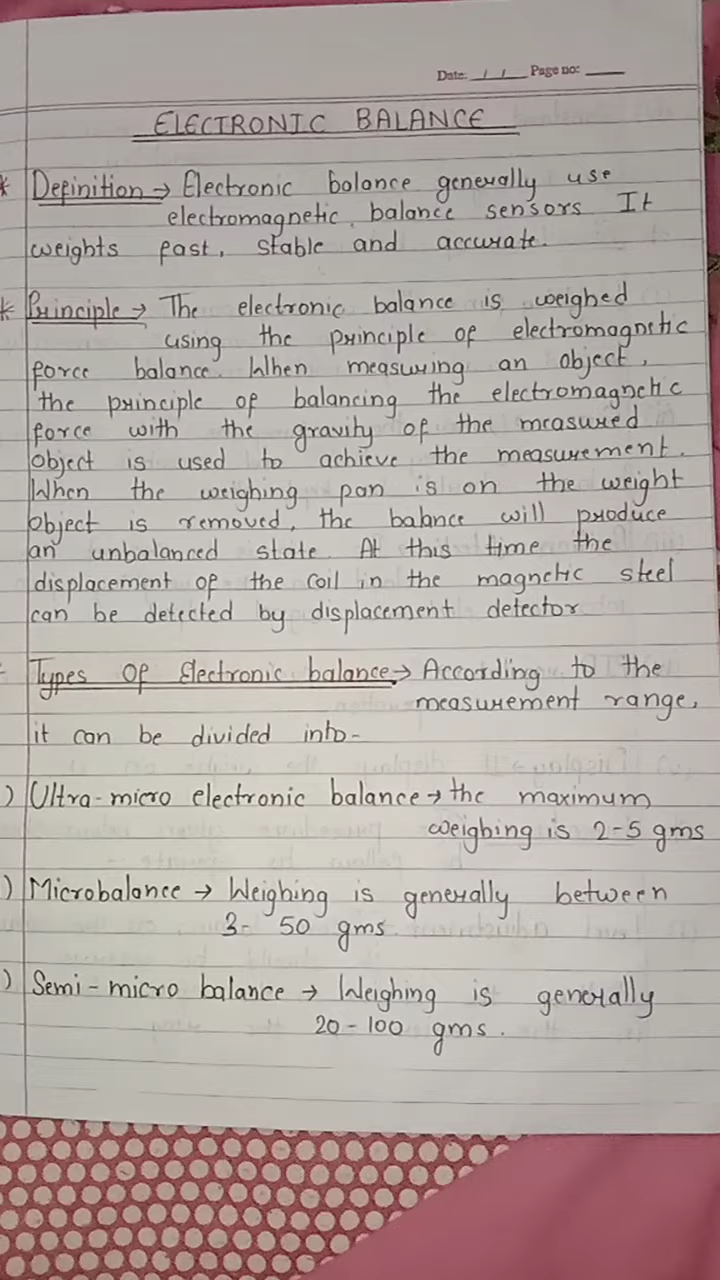 Date: __/__/__ Page no: ____
ELECTRONIC BALANCE
* Definition → Electronic balance generally use
electromagnetic balance sensors It
weights fast, stable and accurate.
* Principle → The electronic balance is weighed
using the principle of electromagnetic
force balance. When measuring an object,
the principle of balancing the electromagnetic
force with the gravity of the measured
object is used to achieve the measurement.
When the weighing pan is on the weight
object is removed, the balance will produce
an unbalanced state. At this time the
displacement of the coil in the magnetic steel
can be detected by displacement detector
Types Of Electronic balance → According to the
measurement range,
it can be divided into-
) Ultra-micro electronic balance → the maximum
weighing is 2-5 gms
) Microbalance → Weighing is generally between
3- 50 gms.
) Semi-micro balance → Weighing is generally
20-100 gms.